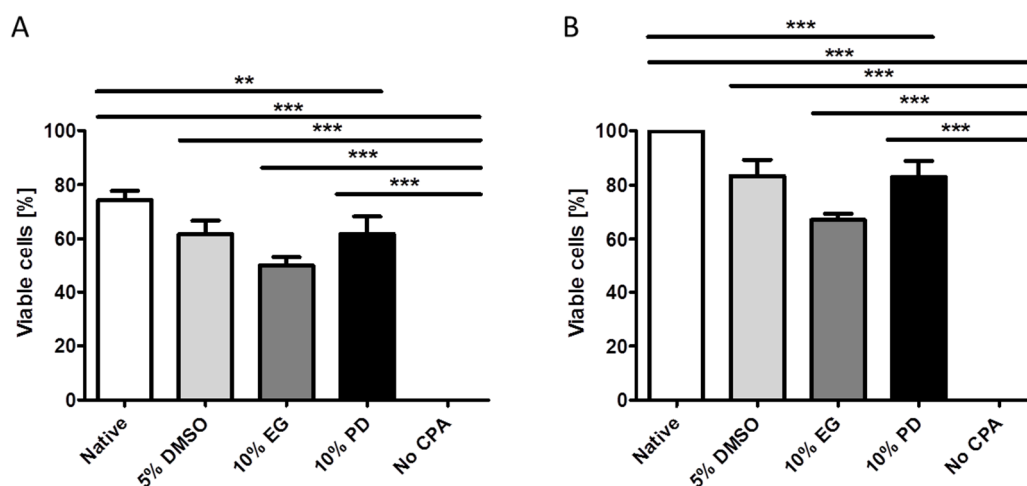 A
**
***
***
***
***
Viable cells [%]
100
80
60
40
20
0
Native
5% DMSO
10% EG
10% PD
No CPA
B
***
***
***
***
***
Viable cells [%]
100
80
60
40
20
0
Native
5% DMSO
10% EG
10% PD
No CPA